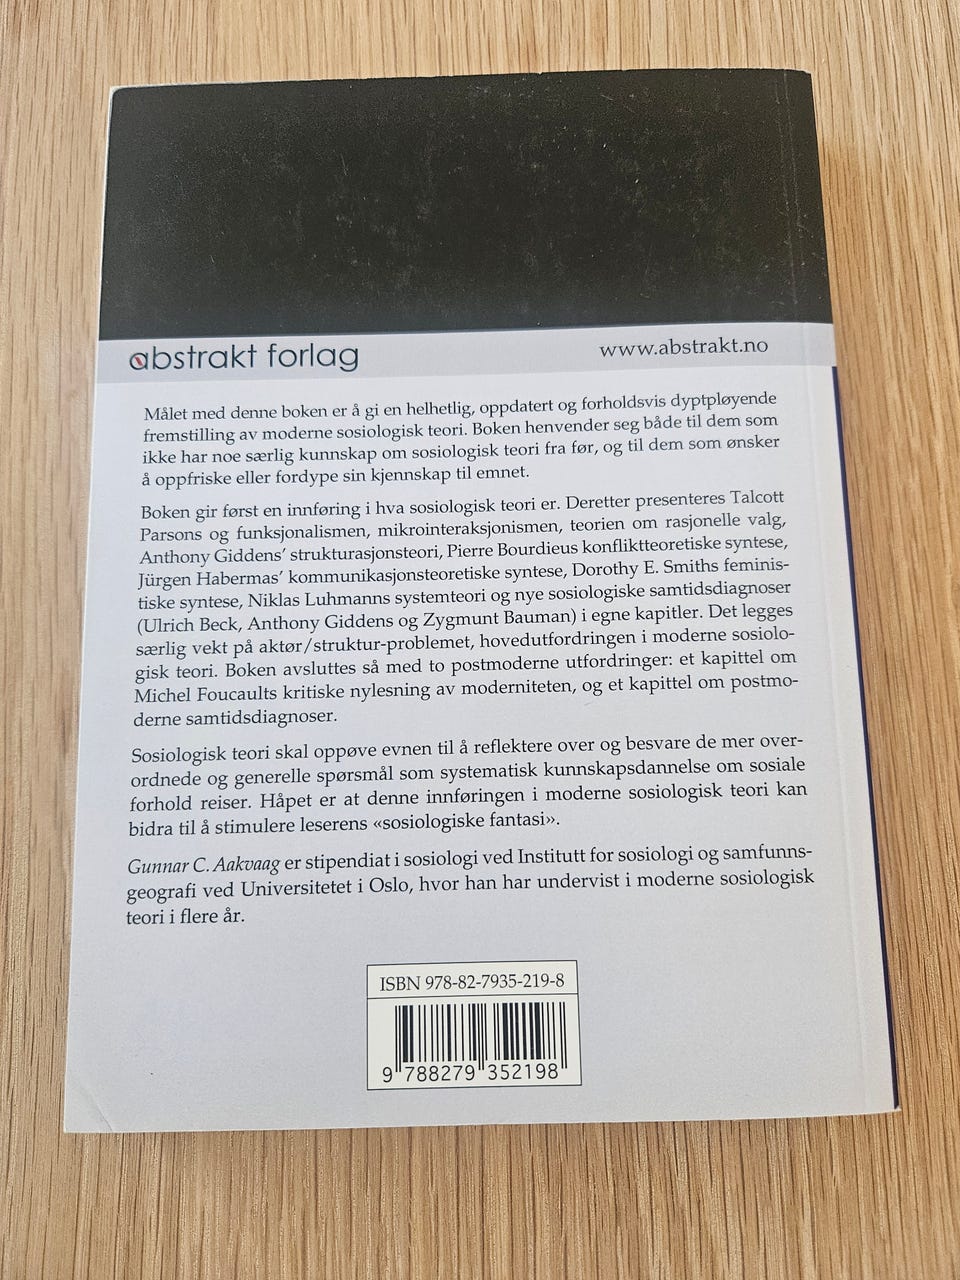 abstrakt forlag
www.abstrakt.no
Målet med denne boken er å gi en helhetlig, oppdatert og forholdsvis dyptpløyende
fremstilling av moderne sosiologisk teori. Boken henvender seg både til dem som
ikke har noe særlig kunnskap om sosiologisk teori fra før, og til dem som ønsker
å oppfriske eller fordype sin kjennskap til emnet.
Boken gir først en innføring i hva sosiologisk teori er. Deretter presenteres Talcott
Parsons og funksjonalismen, mikrointeraksjonismen, teorien om rasjonelle valg,
Anthony Giddens' strukturasjonsteori, Pierre Bourdieus konfliktteoretiske syntese,
Jürgen Habermas' kommunikasjonsteoretiske syntese, Dorothy E. Smiths feminis-
tiske syntese, Niklas Luhmanns systemteori og nye sosiologiske samtidsdiagnoser
(Ulrich Beck, Anthony Giddens og Zygmunt Bauman) i egne kapitler. Det legges
særlig vekt på aktør/struktur-problemet, hovedutfordringen i moderne sosiolo-
gisk teori. Boken avsluttes så med to postmoderne utfordringer: et kapittel om
Michel Foucaults kritiske nylesning av moderniteten, og et kapittel om postmo-
derne samtidsdiagnoser.
Sosiologisk teori skal oppøve evnen til å reflektere over og besvare de mer over-
ordnede og generelle spørsmål som systematisk kunnskapsdannelse om sosiale
forhold reiser. Håpet er at denne innføringen i moderne sosiologisk teori kan
bidra til å stimulere leserens «sosiologiske fantasi».
Gunnar C. Aakvaag er stipendiat i sosiologi ved Institutt for sosiologi og samfunns-
geografi ved Universitetet i Oslo, hvor han har undervist i moderne sosiologisk
teori i flere år.
ISBN 978-82-7935-219-8
9 788279 352198